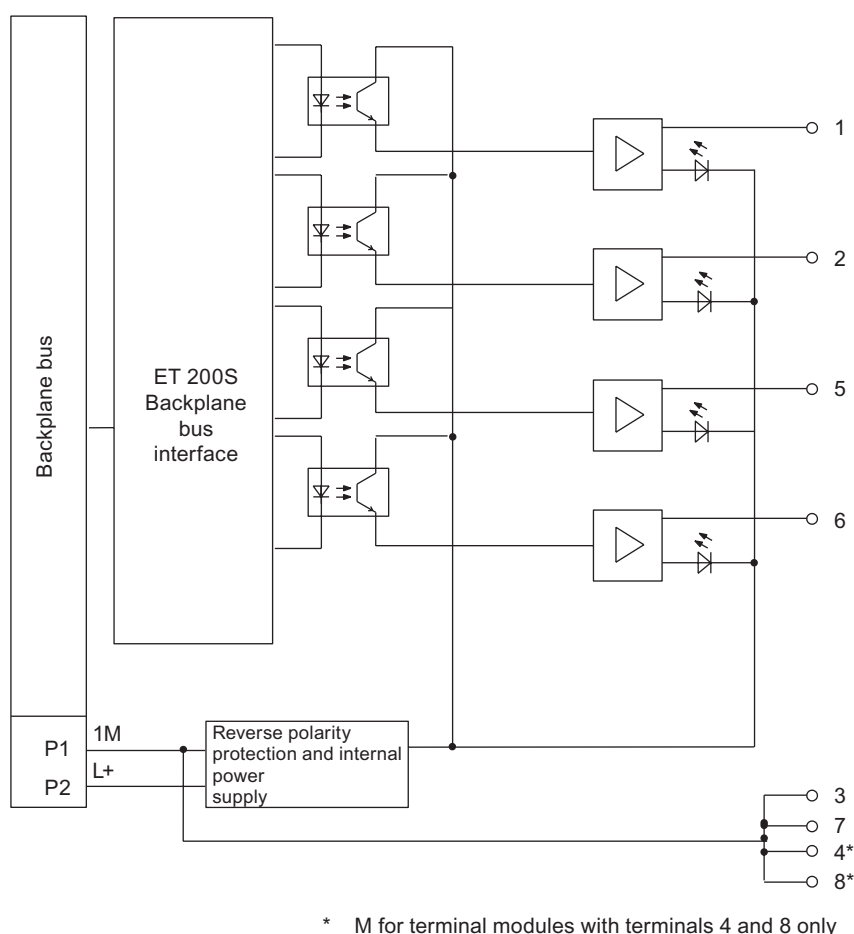 Backplane bus
ET 200S
Backplane
bus
interface
1
2
5
6
P1
1M
P2
L+
Reverse polarity
protection and internal
power
supply
3
7
4*
8*
* M for terminal modules with terminals 4 and 8 only